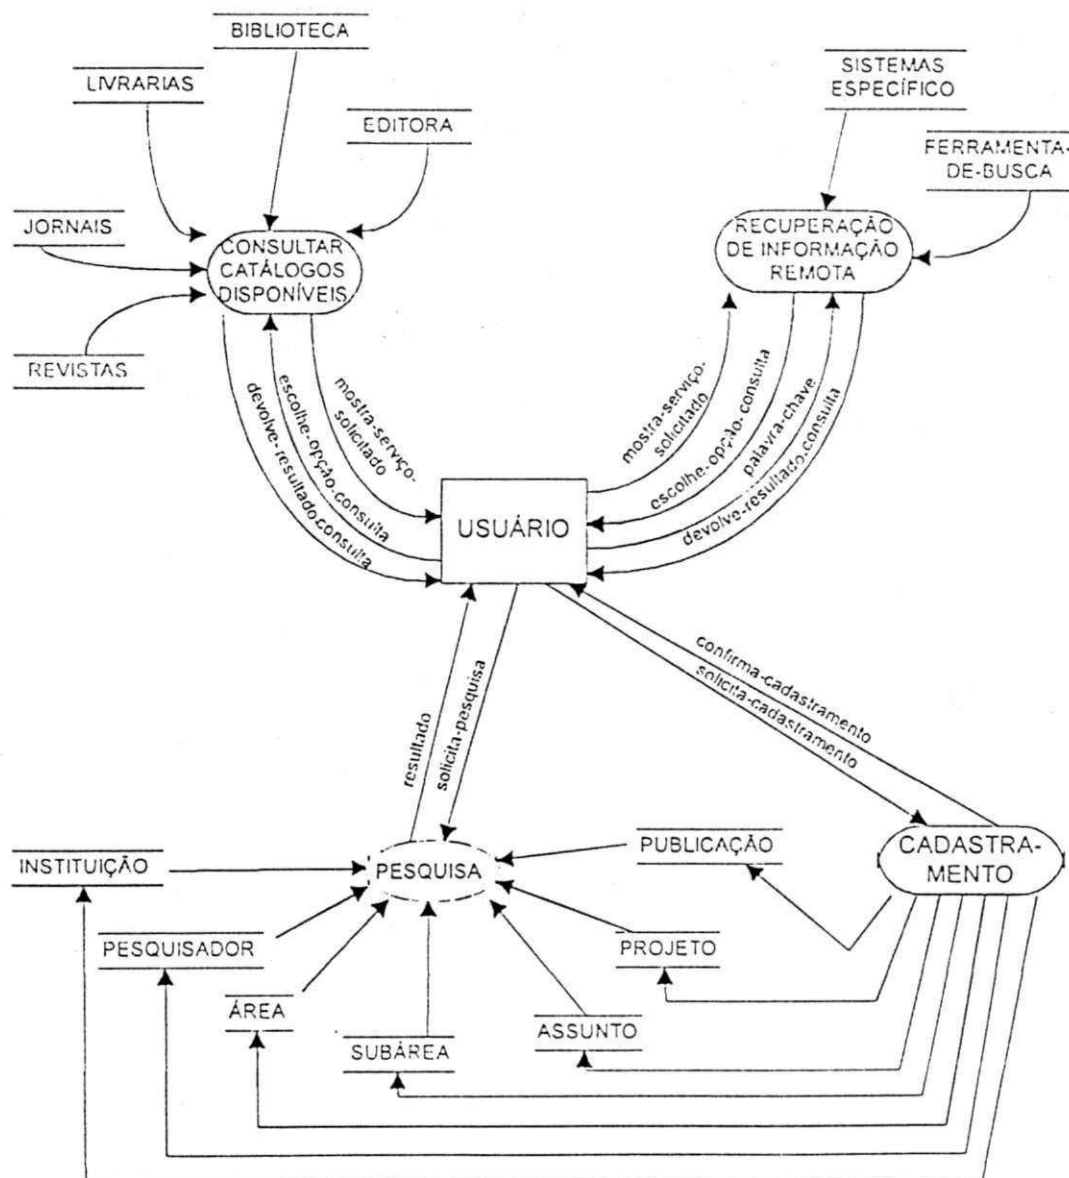 BIBLIOTECA
LIVRARIAS
EDITORA
JORNAIS
REVISTAS
CONSULTAR
CATÁLOGOS
DISPONÍVEIS
SISTEMAS
ESPECÍFICO
FERRAMENTA-
DE-BUSCA
RECUPERAÇÃO
DE INFORMAÇÃO
REMOTA
devolve-resultado-consulta
escolhe-opção-consulta
mostra-serviço-
solicitado
mostra-serviço-
solicitado
escolhe-opção-consulta
palavra-chave
devolve-resultado-consulta
USUÁRIO
resultado
solicita-pesquisa
confirma-cadastramento
solicita-cadastramento
INSTITUIÇÃO
PESQUISA
PUBLICAÇÃO
CADASTRA-
MENTO
PESQUISADOR
PROJETO
ÁREA
SUBÁREA
ASSUNTO